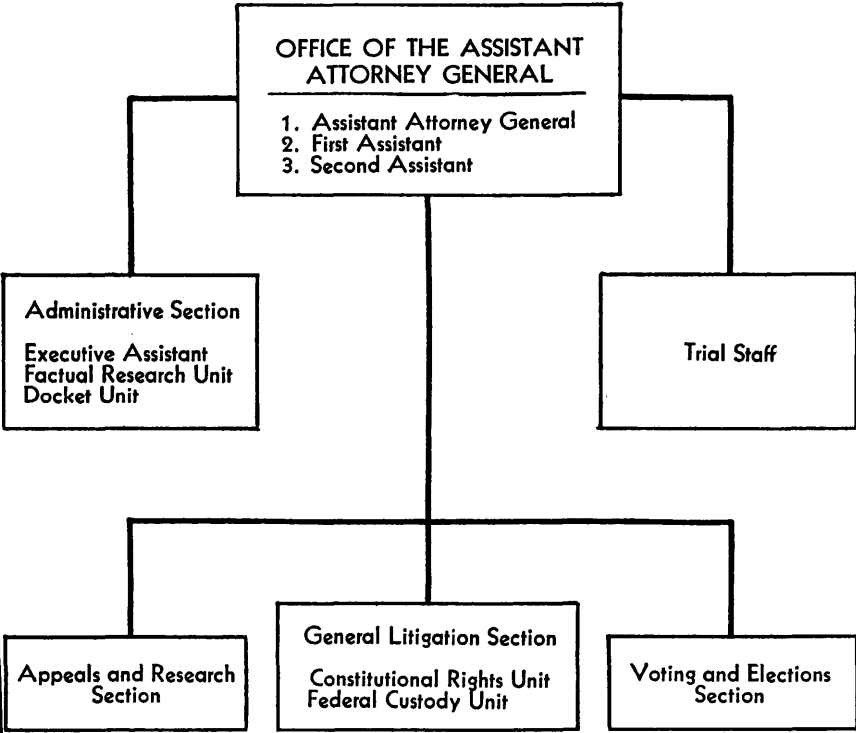 OFFICE OF THE ASSISTANT
ATTORNEY GENERAL
1. Assistant Attorney General
2. First Assistant
3. Second Assistant
Administrative Section
Executive Assistant
Factual Research Unit
Docket Unit
Trial Staff
Appeals and Research
Section
General Litigation Section
Constitutional Rights Unit
Federal Custody Unit
Voting and Elections
Section